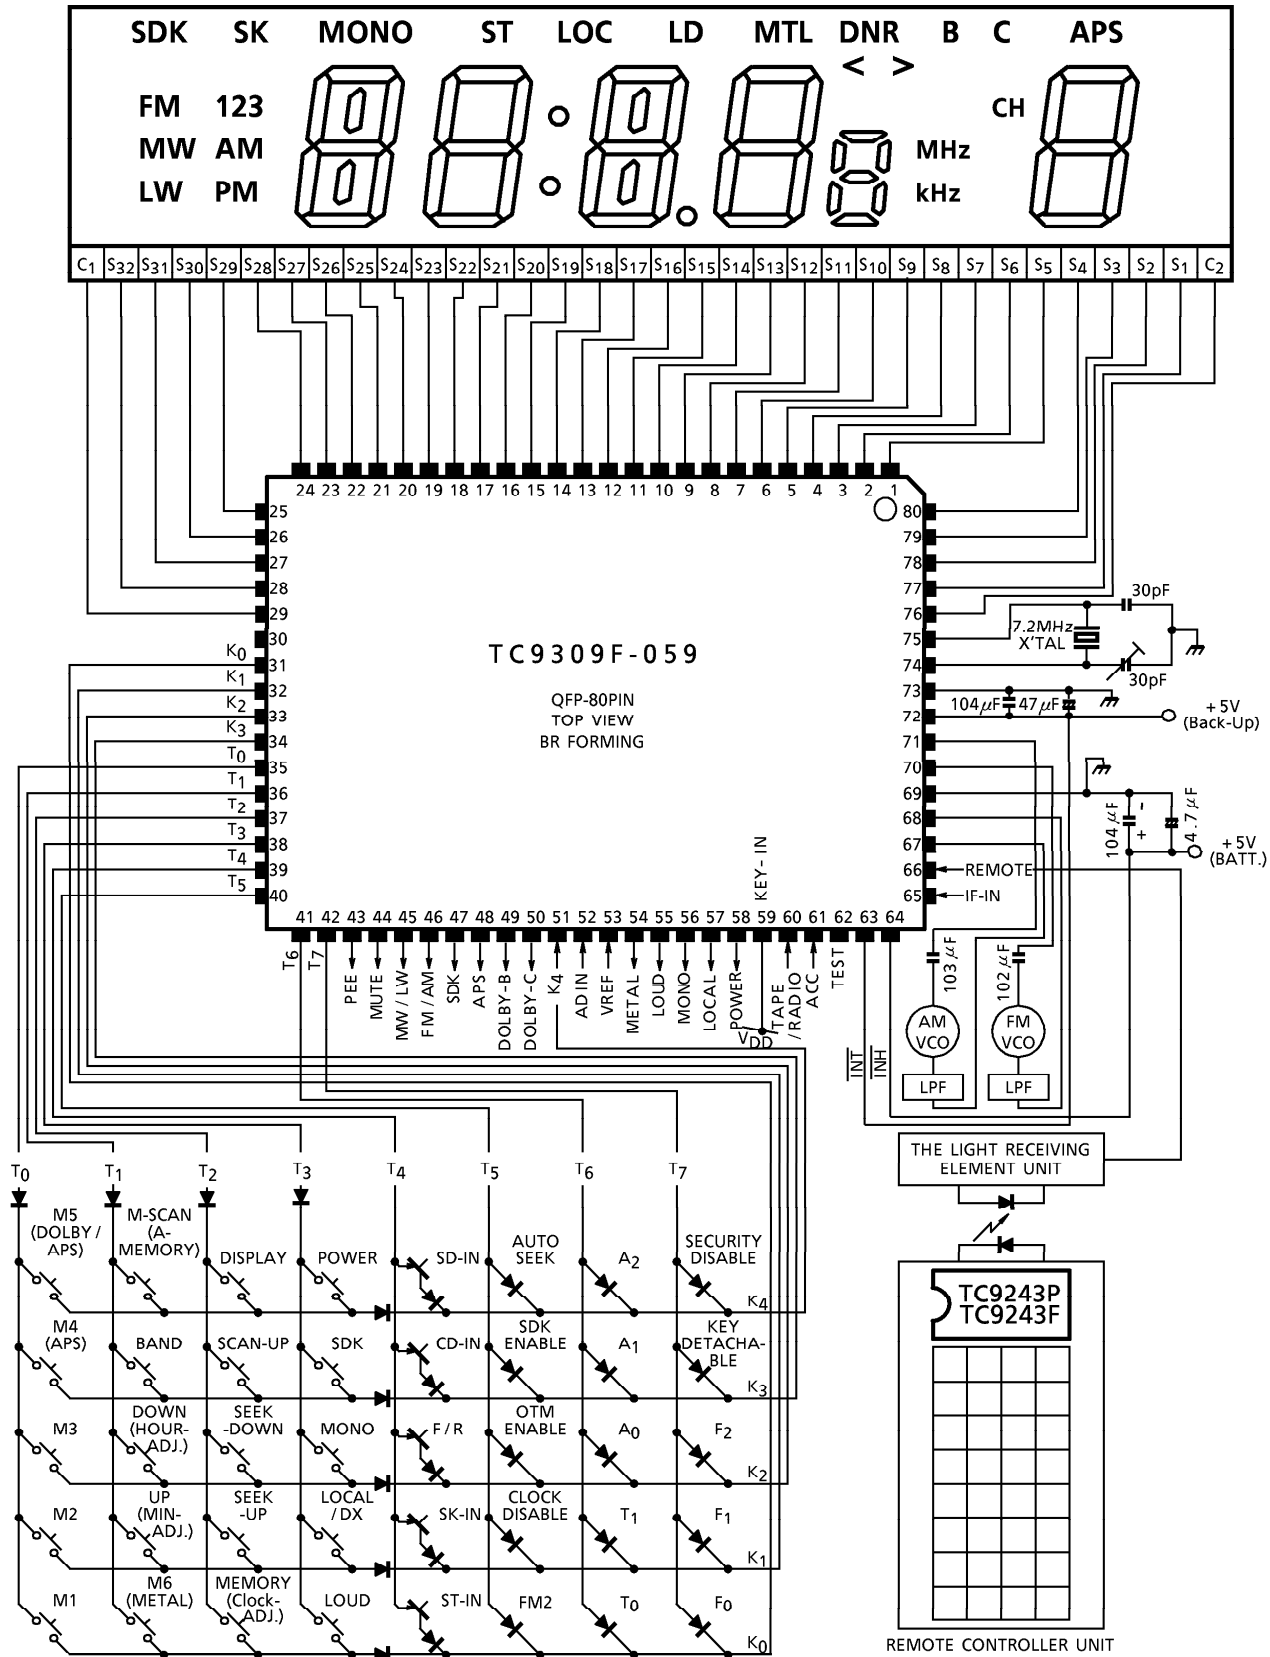 SDK SK MONO ST LOC LD MTL DNR B C APS
< >
FM 123
CH
MW AM
MHz
LW PM
kHz
C1 S32 S31 S30 S29 S28 S27 S26 S25 S24 S23 S22 S21 S20 S19 S18 S17 S16 S15 S14 S13 S12 S11 S10 S9 S8 S7 S6 S5 S4 S3 S2 S1 C2
24 23 22 21 20 19 18 17 16 15 14 13 12 11 10 9 8 7 6 5 4 3 2 1
25
26
27
28
29
30
31
32
33
34
35
36
37
38
39
40
K0
K1
K2
K3
T0
T1
T2
T3
T4
T5
TC9309F-059
QFP-80PIN
TOP VIEW
BR FORMING
80
79
78
77
76
75
74
73
72
71
70
69
68
67
66
65
30pF
7.2MHz
X'TAL
30pF
104μF 47μF
+5V
(Back-Up)
104μF
+ -
4.7μF
+5V
(BATT.)
REMOTE
IF-IN
KEY-IN
41 42 43 44 45 46 47 48 49 50 51 52 53 54 55 56 57 58 59 60 61 62 63 64
T6
T7
PEE
MUTE
MW/LW
FM/AM
SDK
APS
DOLBY-B
DOLBY-C
K4
ADIN
VREF
METAL
LOUD
MONO
LOCAL
POWER
VDD
TAPE
/RADIO
ACC
TEST
INT
INH
103μF
102μF
AM
VCO
FM
VCO
LPF
LPF
THE LIGHT RECEIVING
ELEMENT UNIT
T0 T1 T2 T3 T4 T5 T6 T7
M5
(DOLBY/
APS)
M-SCAN
(A-
MEMORY)
DISPLAY
POWER
SD-IN
AUTO
SEEK
A2
SECURITY
DISABLE
K4
M4
(APS)
BAND
SCAN-UP
SDK
CD-IN
SDK
ENABLE
A1
KEY
DETACHA-
BLE
K3
M3
DOWN
(HOUR-
ADJ.)
SEEK
-DOWN
MONO
F/R
OTM
ENABLE
A0
F2
K2
M2
UP
(MIN-
ADJ.)
SEEK
-UP
LOCAL
/DX
SK-IN
CLOCK
DISABLE
T1
F1
K1
M1
M6
(METAL)
MEMORY
(Clock-
ADJ.)
LOUD
ST-IN
FM2
T0
F0
K0
TC9243P
TC9243F
REMOTE CONTROLLER UNIT